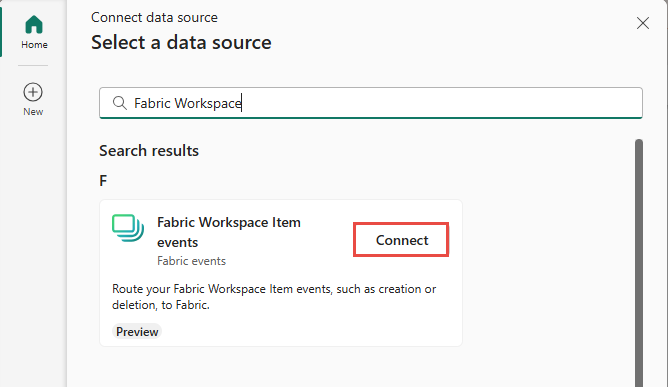 Home
New
Connect data source
Select a data source
Fabric Workspace
Search results
F
Fabric Workspace Item
events
Fabric events
Connect
Route your Fabric Workspace Item events, such as creation or
deletion, to Fabric.
Preview